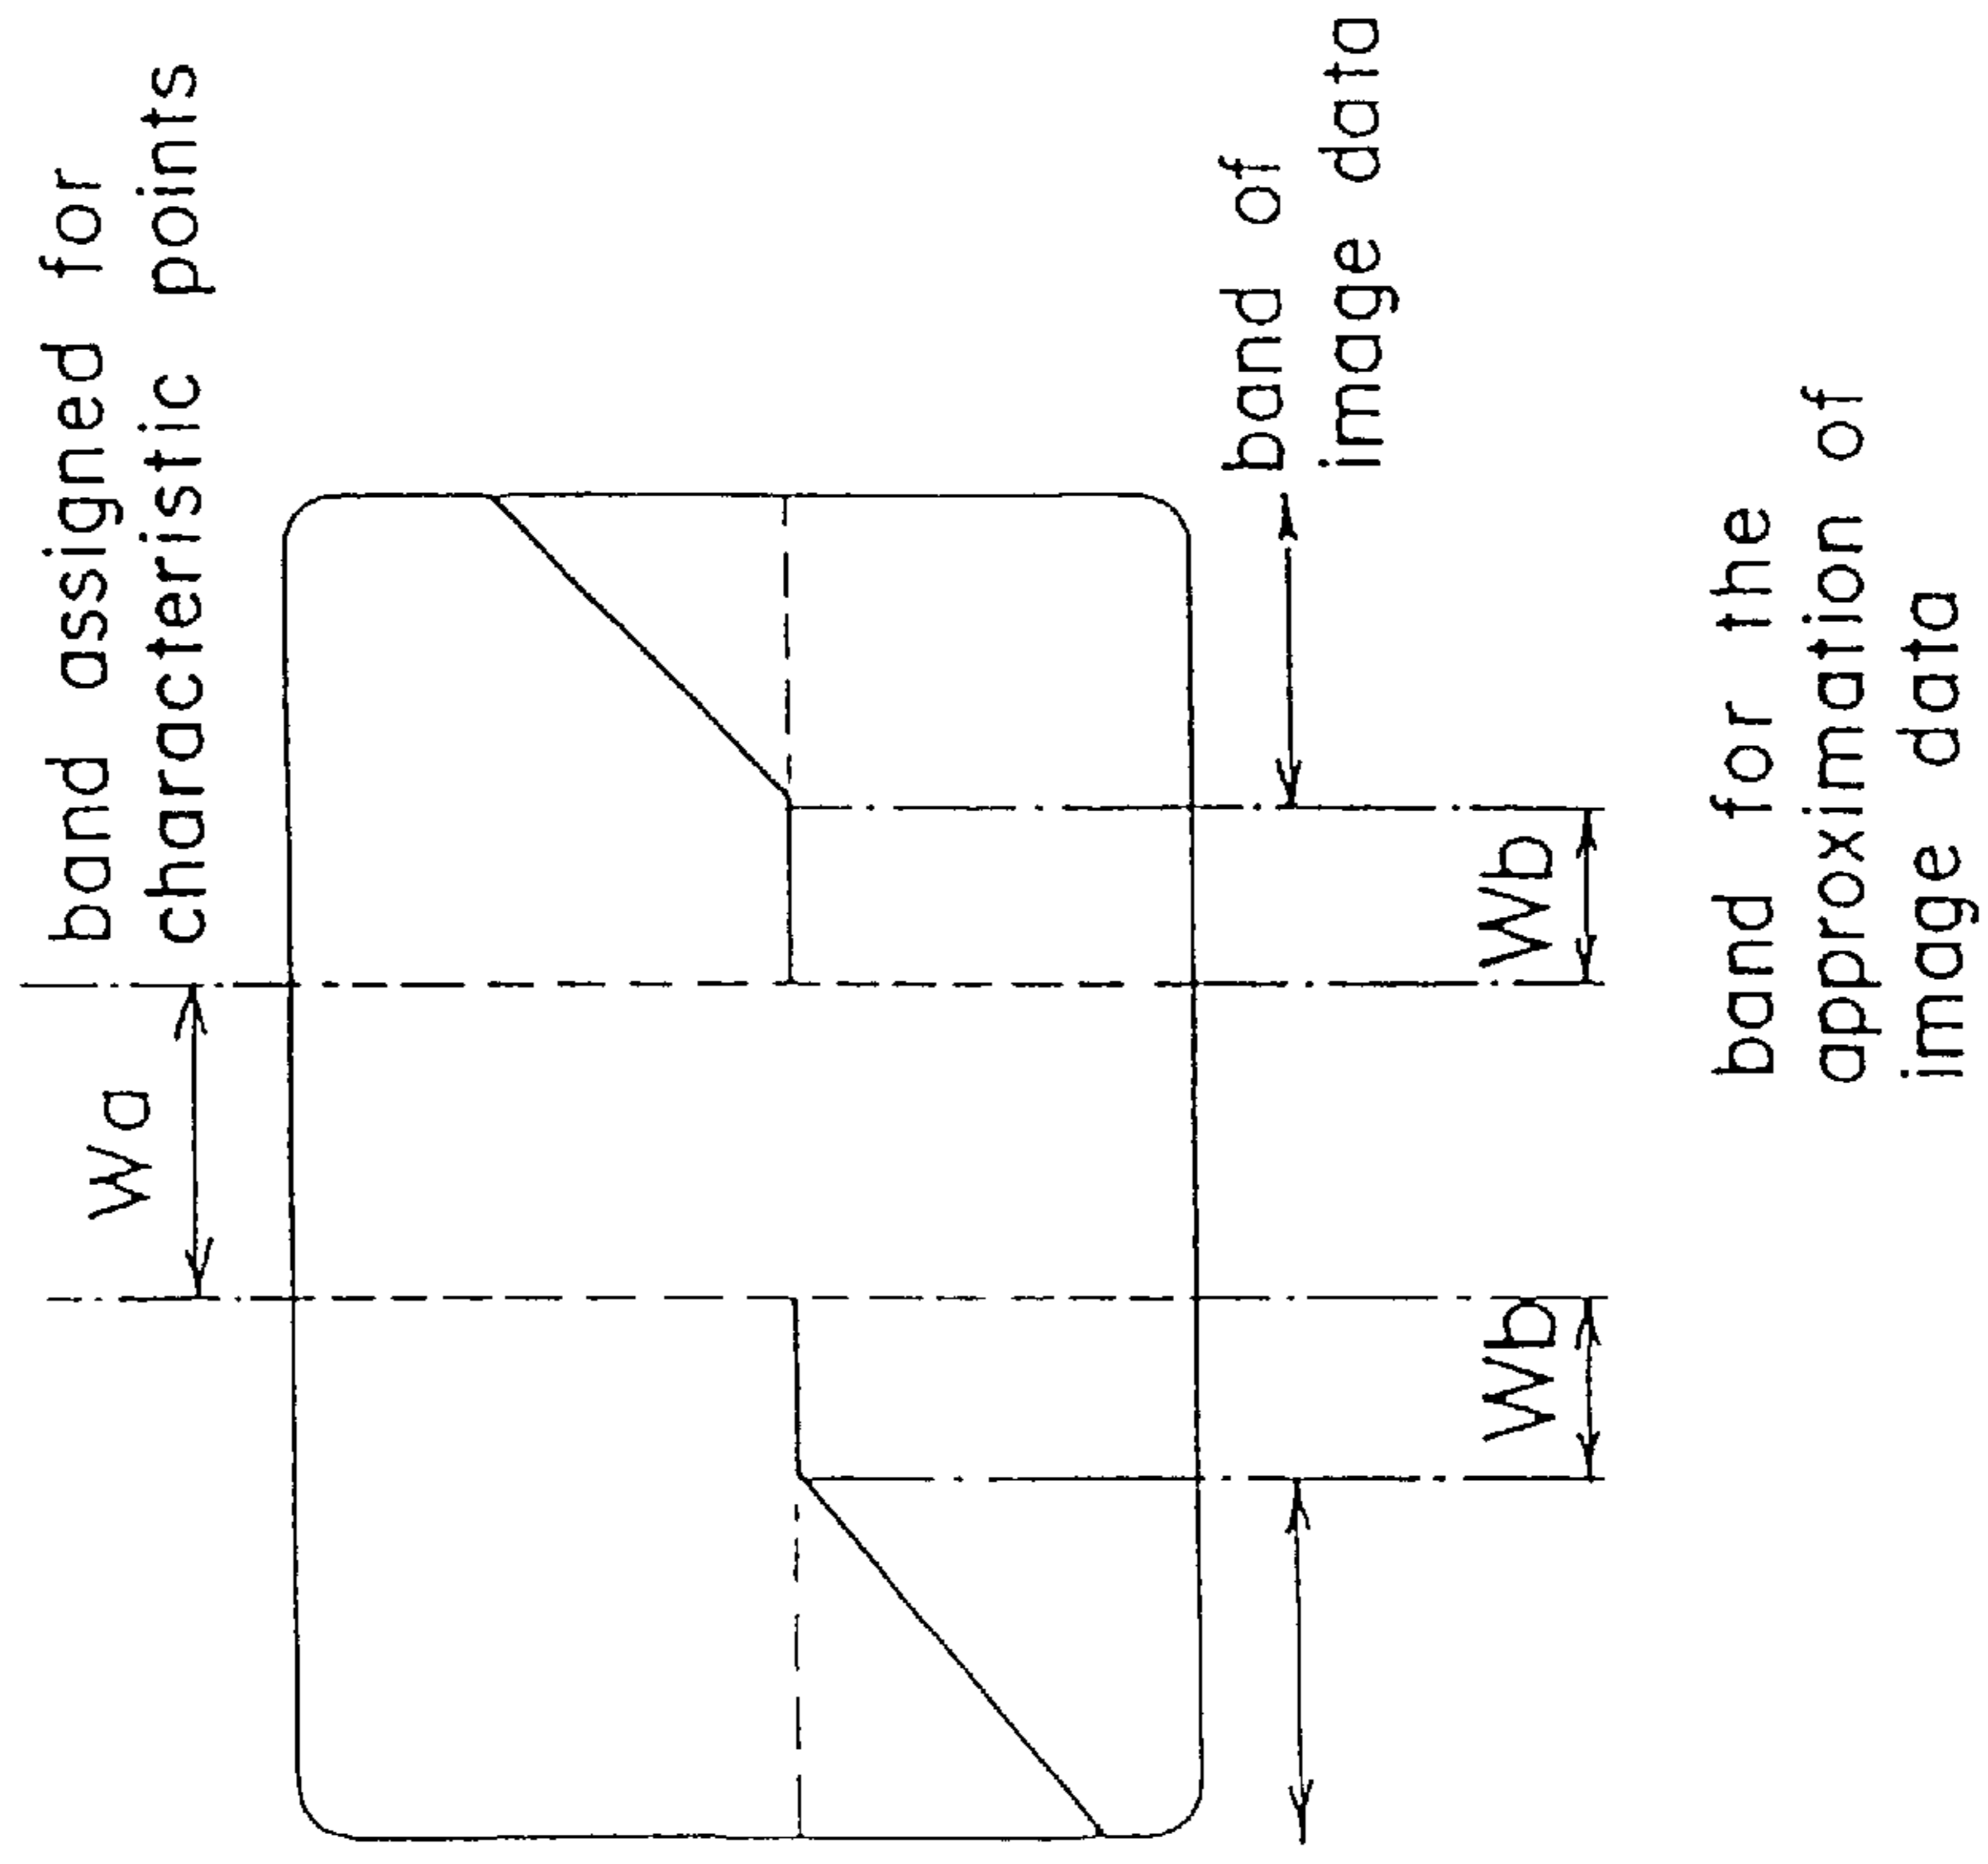 band assigned for
characteristic points
Wa
band of
image data
Wb
Wb
band for the
approximation of
image data